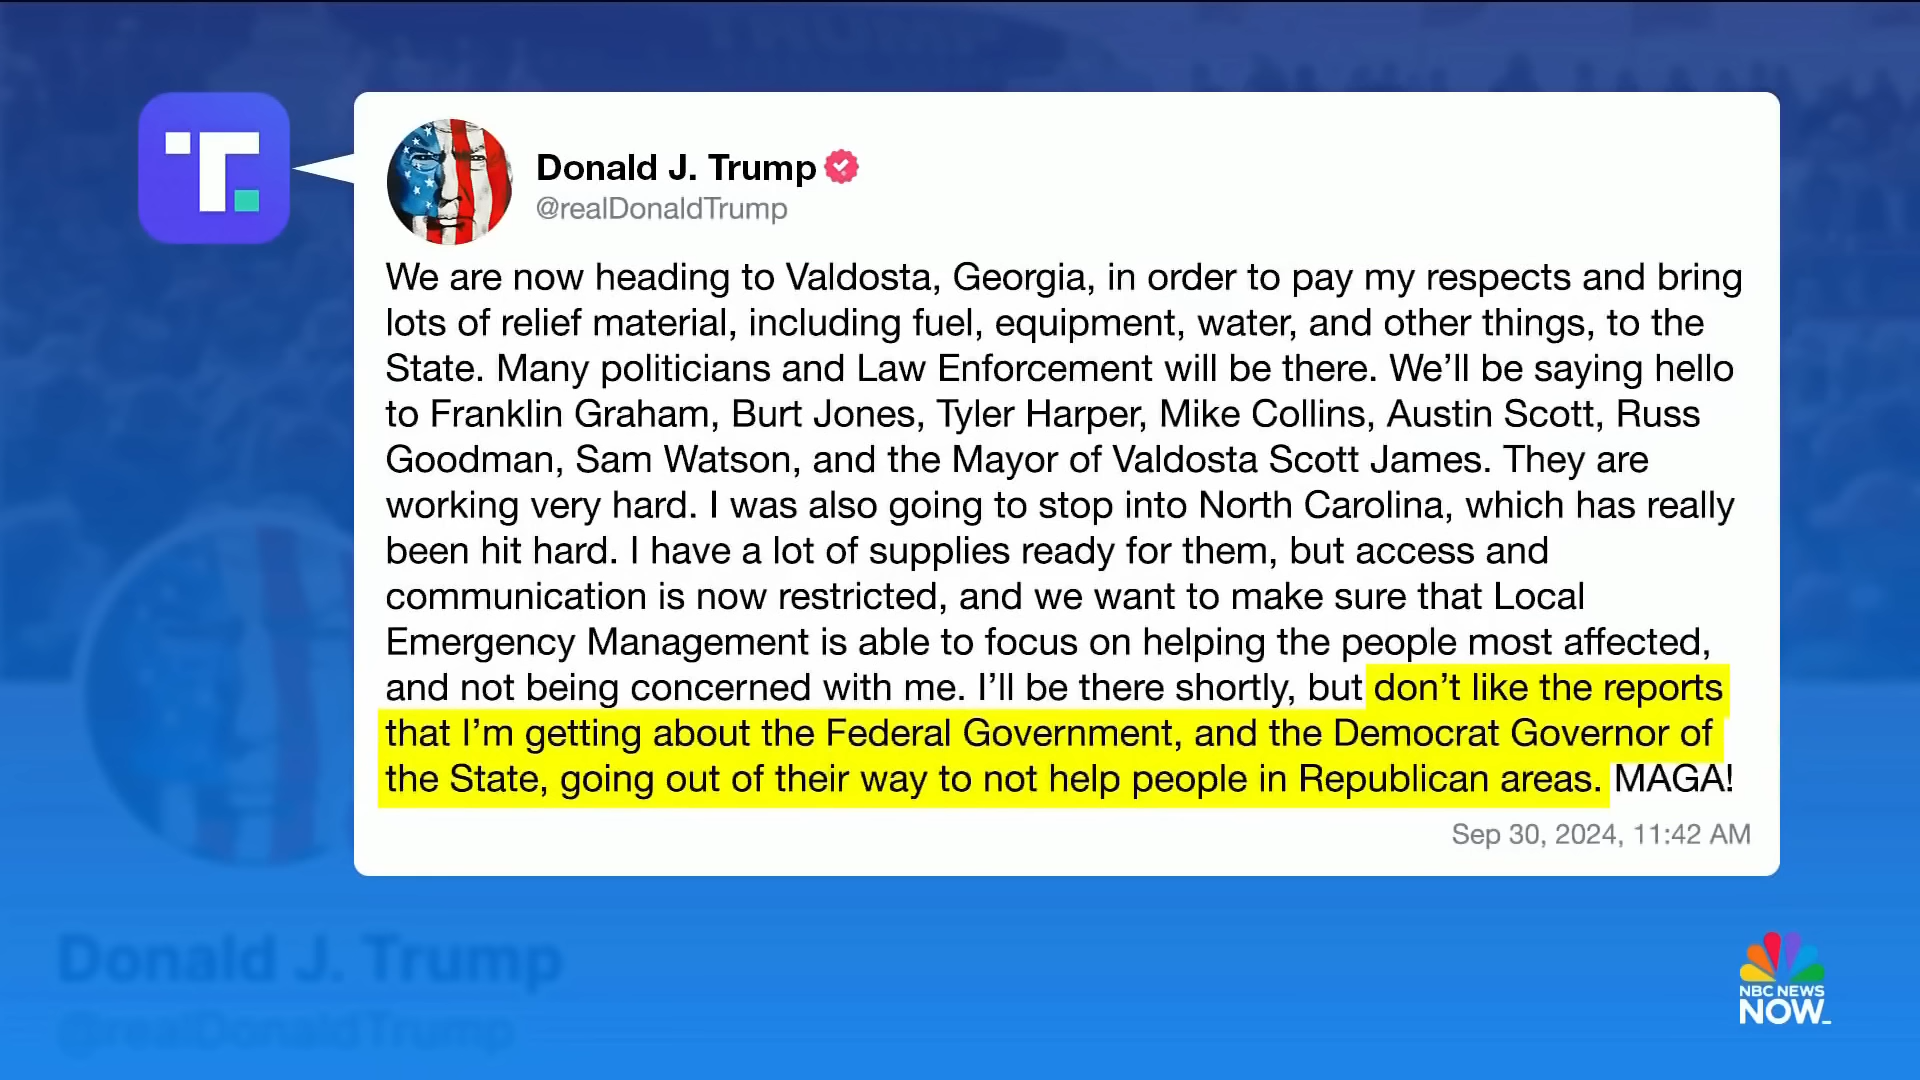 TRUMP
T.
Donald J. Trump
@realDonaldTrump
We are now heading to Valdosta, Georgia, in order to pay my respects and bring
lots of relief material, including fuel, equipment, water, and other things, to the
State. Many politicians and Law Enforcement will be there. We’ll be saying hello
to Franklin Graham, Burt Jones, Tyler Harper, Mike Collins, Austin Scott, Russ
Goodman, Sam Watson, and the Mayor of Valdosta Scott James. They are
working very hard. I was also going to stop into North Carolina, which has really
been hit hard. I have a lot of supplies ready for them, but access and
communication is now restricted, and we want to make sure that Local
Emergency Management is able to focus on helping the people most affected,
and not being concerned with me. I’ll be there shortly, but don’t like the reports
that I’m getting about the Federal Government, and the Democrat Governor of
the State, going out of their way to not help people in Republican areas. MAGA!
Sep 30, 2024, 11:42 AM
Donald J. Trump
@realDonaldTrump
NBC NEWS
NOW_